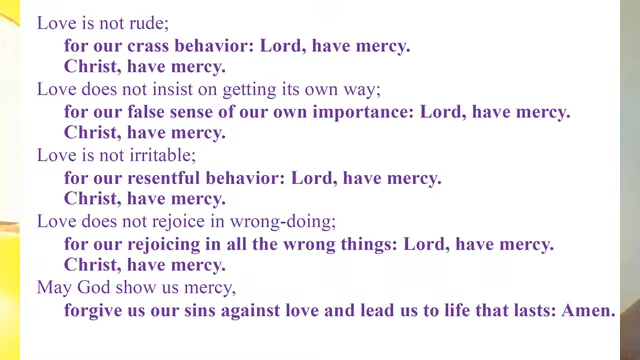 Love is not rude;
for our crass behavior: Lord, have mercy.
Christ, have mercy.
Love does not insist on getting its own way;
for our false sense of our own importance: Lord, have mercy.
Christ, have mercy.
Love is not irritable;
for our resentful behavior: Lord, have mercy.
Christ, have mercy.
Love does not rejoice in wrong-doing;
for our rejoicing in all the wrong things: Lord, have mercy.
Christ, have mercy.
May God show us mercy,
forgive us our sins against love and lead us to life that lasts: Amen.